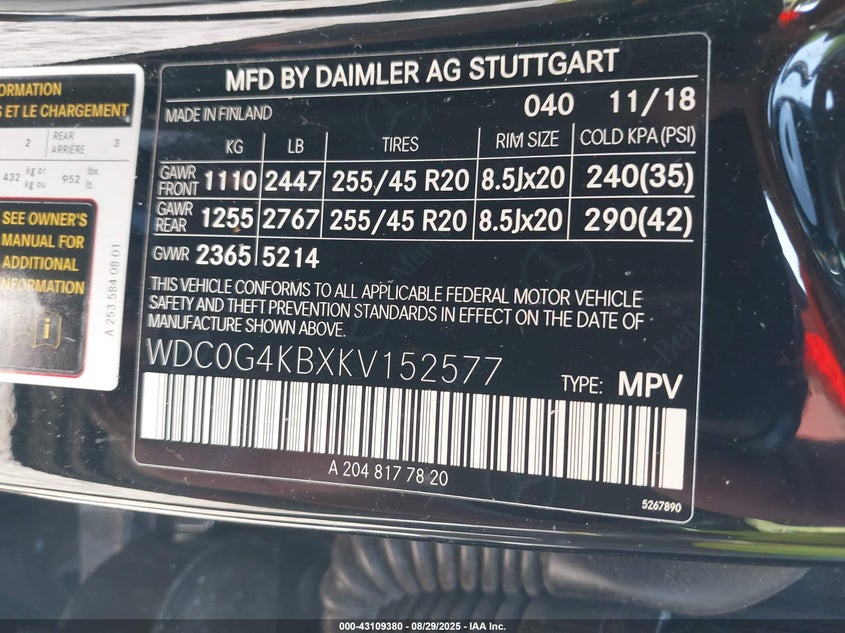 ORMATION
S ET LE CHARGEMENT
2 REAR ARRIÈRE 3
432 kg or kg ou 952 lbs. lb.
SEE OWNER'S
MANUAL FOR
ADDITIONAL
INFORMATION
A 253 584 08 01
MFD BY DAIMLER AG STUTTGART
MADE IN FINLAND 040 11/18
KG LB TIRES RIM SIZE COLD KPA (PSI)
GAWR FRONT 1110 2447 255/45 R20 8.5Jx20 240(35)
GAWR REAR 1255 2767 255/45 R20 8.5Jx20 290(42)
GVWR 2365 5214
THIS VEHICLE CONFORMS TO ALL APPLICABLE FEDERAL MOTOR VEHICLE
SAFETY AND THEFT PREVENTION STANDARDS IN EFFECT ON THE DATE OF
MANUFACTURE SHOWN ABOVE.
WDC0G4KBXKV152577 TYPE: MPV
A 204 817 78 20
5267890
000-43109380 - 08/29/2025 - IAA Inc.